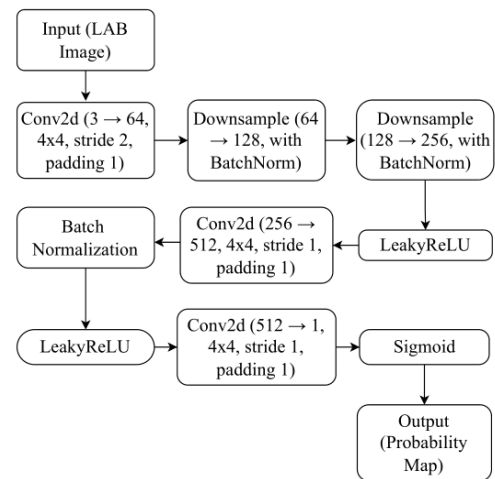 Input (LAB
Image)
Conv2d (3 → 64,
4x4, stride 2,
padding 1)
Downsample (64
→ 128, with
BatchNorm)
Downsample
(128 → 256, with
BatchNorm)
LeakyReLU
Conv2d (256 →
512, 4x4, stride 1,
padding 1)
Batch
Normalization
LeakyReLU
Conv2d (512 → 1,
4x4, stride 1,
padding 1)
Sigmoid
Output
(Probability
Map)